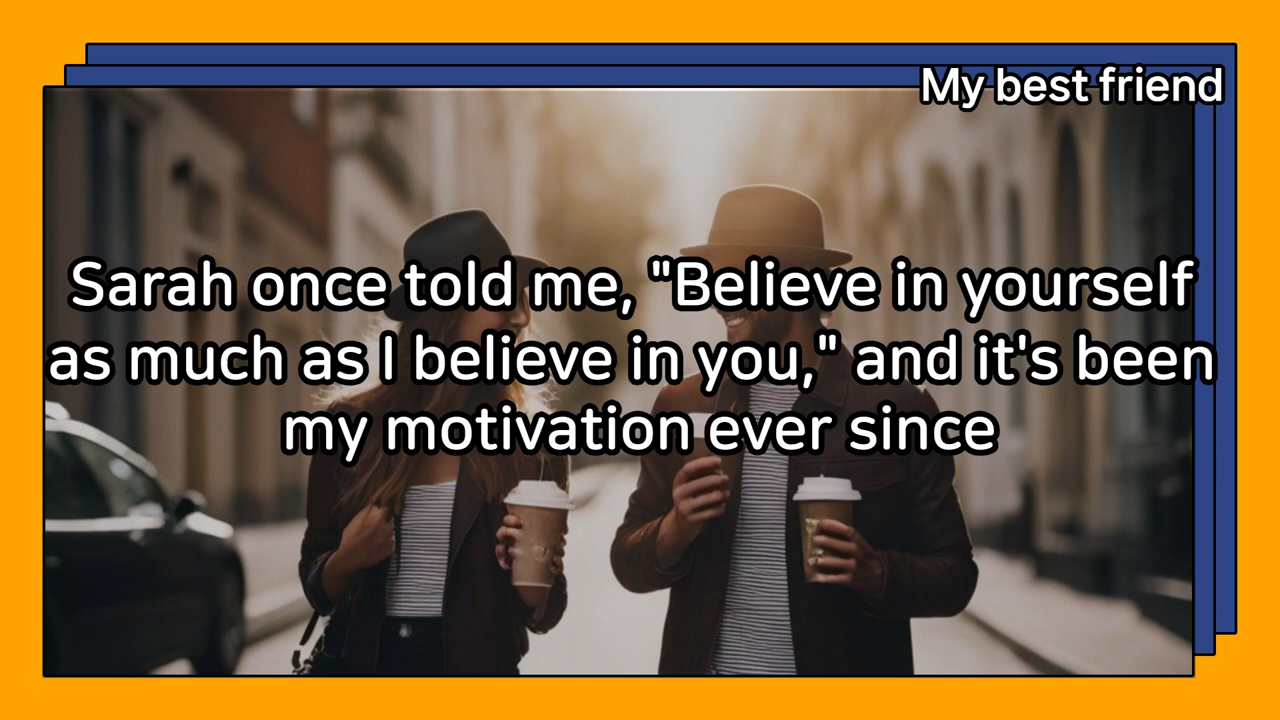 My best friend
Sarah once told me, "Believe in yourself
as much as I believe in you," and it's been
my motivation ever since